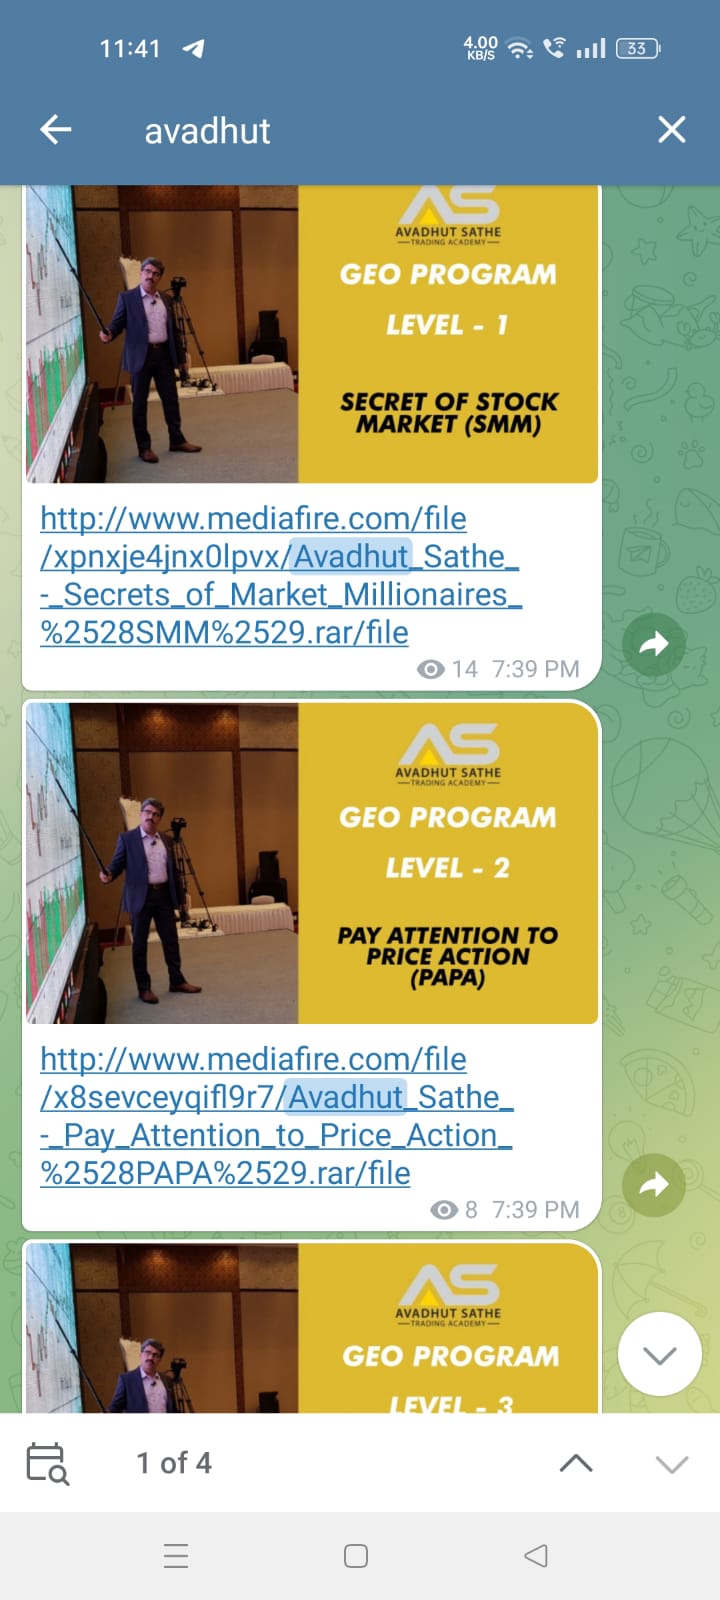 11:41
4.00
KB/S
33
avadhut
AS
AVADHUT SATHE
TRADING ACADEMY
GEO PROGRAM
LEVEL - 1
SECRET OF STOCK
MARKET (SMM)
http://www.mediafire.com/file
/xpnxje4jnx0lpvx/Avadhut_Sathe_
-_Secrets_of_Market_Millionaires_
%2528SMM%2529.rar/file
14 7:39 PM
AS
AVADHUT SATHE
TRADING ACADEMY
GEO PROGRAM
LEVEL - 2
PAY ATTENTION TO
PRICE ACTION
(PAPA)
http://www.mediafire.com/file
/x8sevceyqifl9r7/Avadhut_Sathe_
-_Pay_Attention_to_Price_Action_
%2528PAPA%2529.rar/file
8 7:39 PM
AS
AVADHUT SATHE
TRADING ACADEMY
GEO PROGRAM
LEVEL - 3
1 of 4